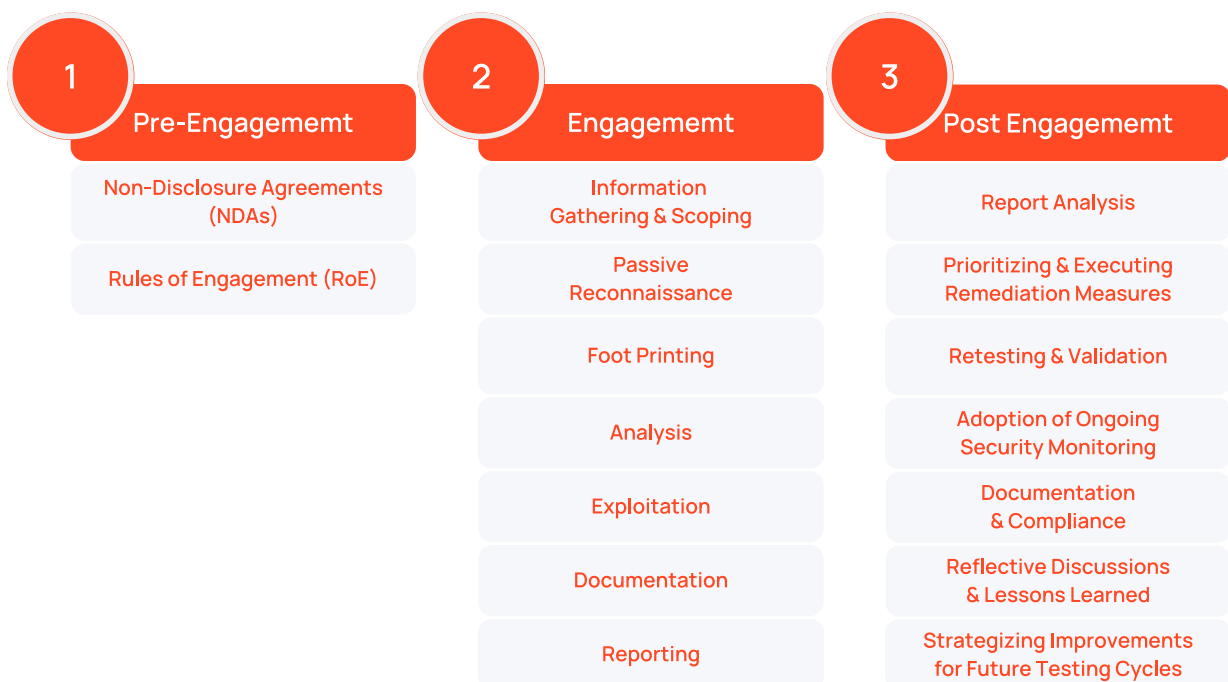 1
Pre-Engagememt
Non-Disclosure Agreements
(NDAs)
Rules of Engagement (RoE)
2
Engagememt
Information
Gathering & Scoping
Passive
Reconnaissance
Foot Printing
Analysis
Exploitation
Documentation
Reporting
3
Post Engagememt
Report Analysis
Prioritizing & Executing
Remediation Measures
Retesting & Validation
Adoption of Ongoing
Security Monitoring
Documentation
& Compliance
Reflective Discussions
& Lessons Learned
Strategizing Improvements
for Future Testing Cycles